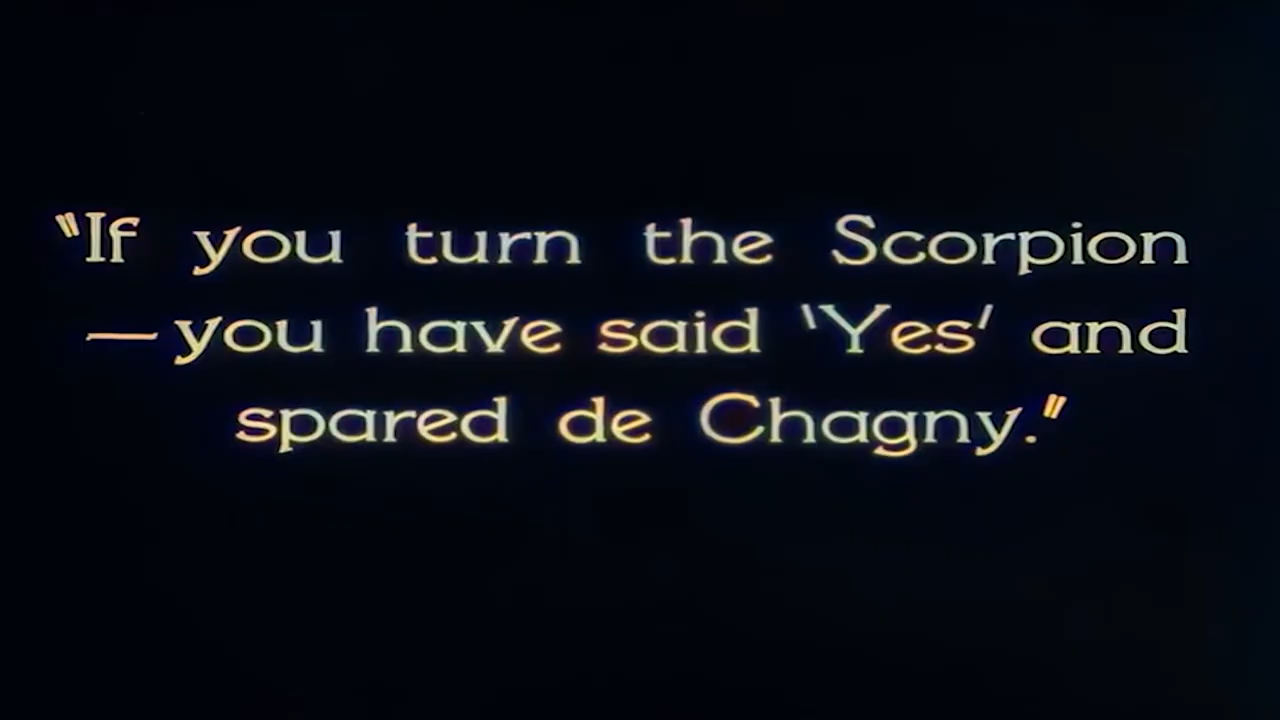 "If you turn the Scorpion
—you have said 'Yes' and
spared de Chagny."